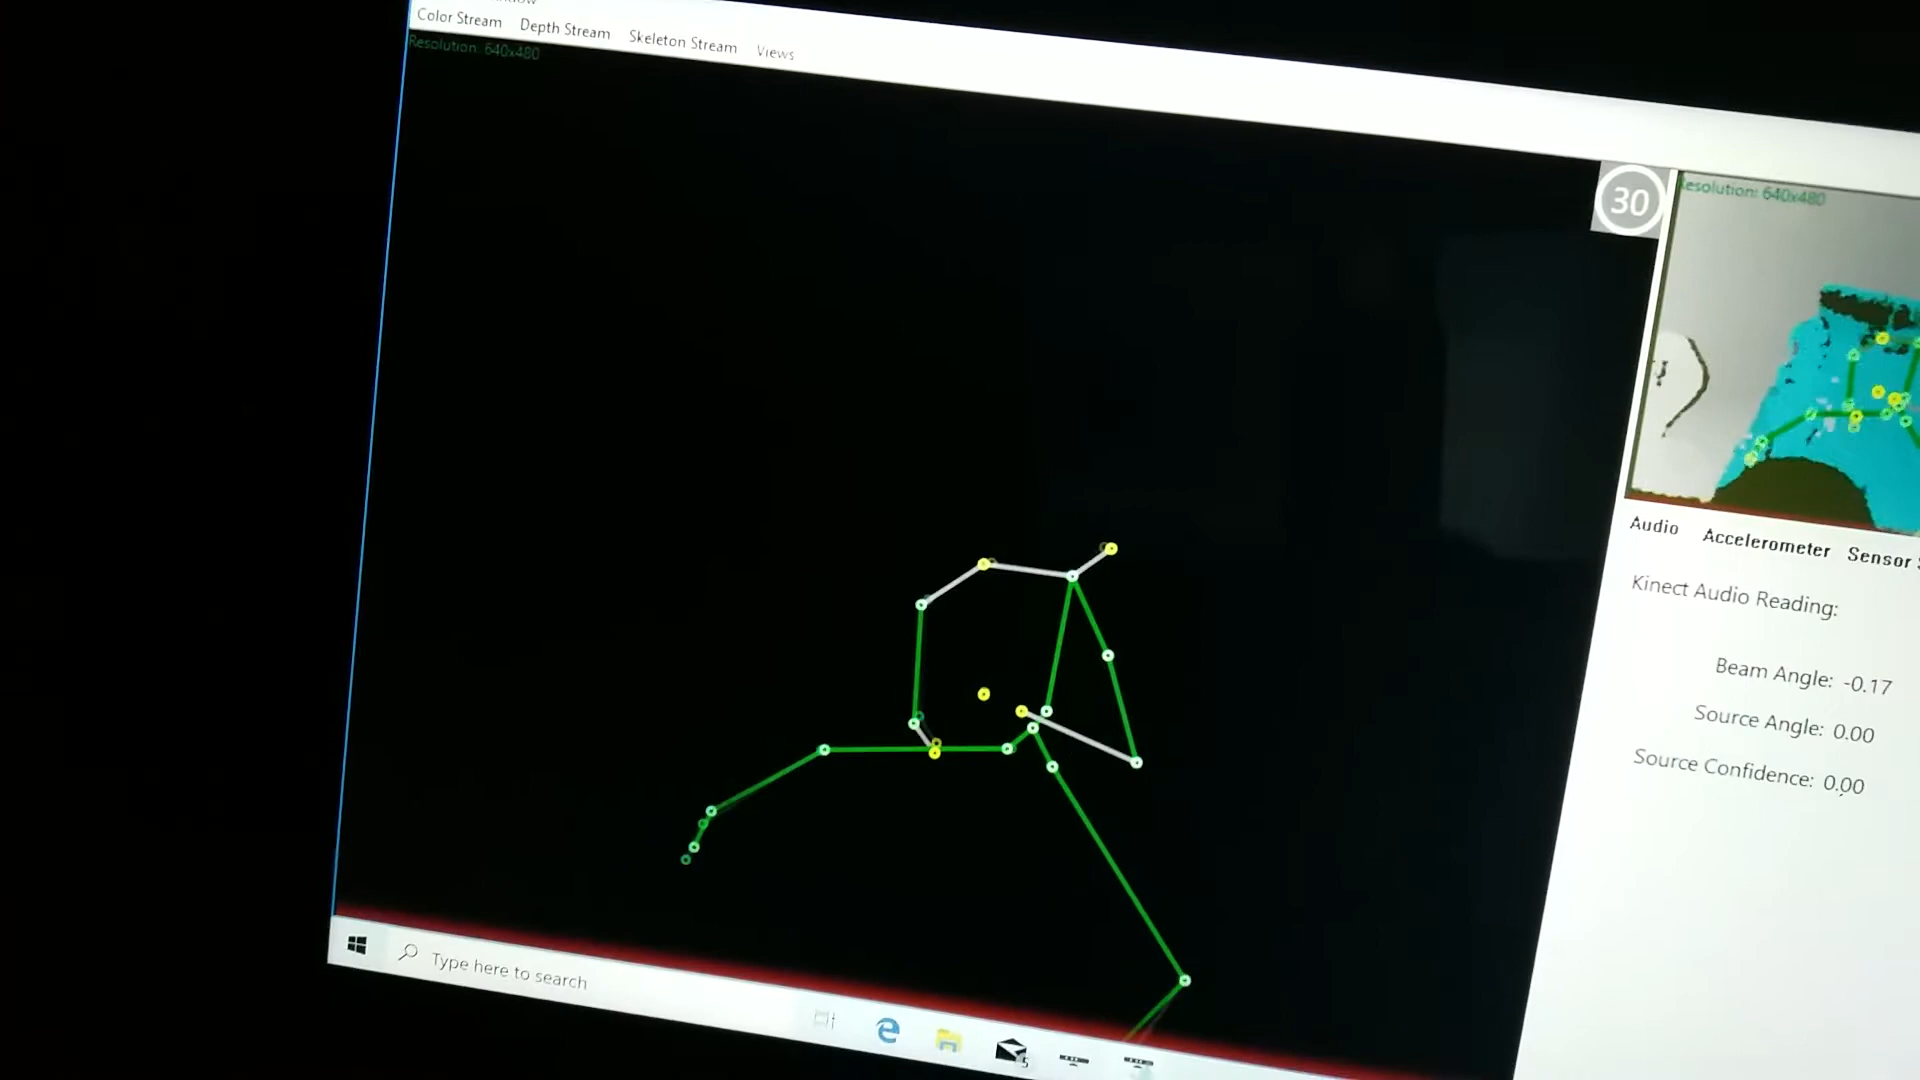 Color Stream Depth Stream Skeleton Stream Views
Resolution: 640x480
30
Resolution: 640x480
Audio Accelerometer Sensor
Kinect Audio Reading:
Beam Angle: -0.17
Source Angle: 0.00
Source Confidence: 0.00
Type here to search
5